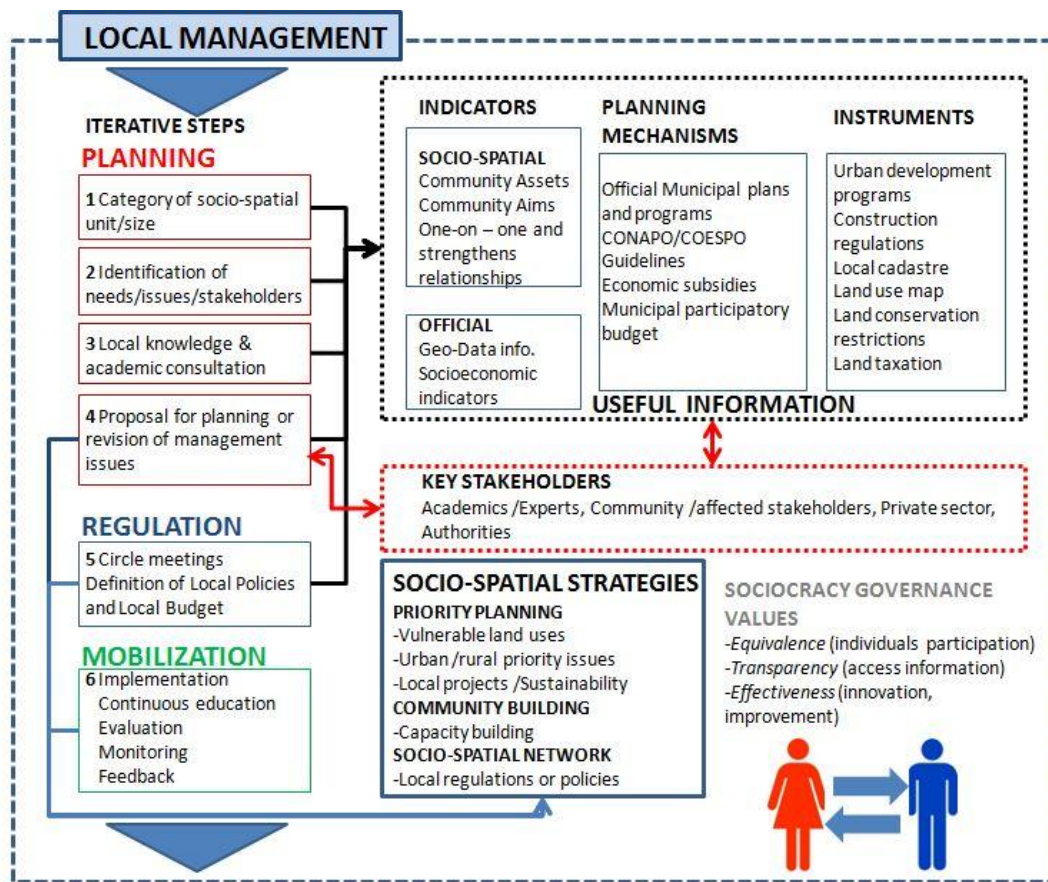 LOCAL MANAGEMENT
ITERATIVE STEPS
PLANNING
1 Category of socio-spatial
unit/size
2 Identification of
needs/issues/stakeholders
3 Local knowledge &
academic consultation
4 Proposal for planning or
revision of management
issues
REGULATION
5 Circle meetings
Definition of Local Policies
and Local Budget
MOBILIZATION
6 Implementation
Continuous education
Evaluation
Monitoring
Feedback
INDICATORS
SOCIO-SPATIAL
Community Assets
Community Aims
One-on – one and
strengthens
relationships
OFFICIAL
Geo-Data info.
Socioeconomic
indicators
PLANNING
MECHANISMS
Official Municipal plans
and programs
CONAPO/COESPO
Guidelines
Economic subsidies
Municipal participatory
budget
INSTRUMENTS
Urban development
programs
Construction
regulations
Local cadastre
Land use map
Land conservation
restrictions
Land taxation
USEFUL INFORMATION
KEY STAKEHOLDERS
Academics /Experts, Community /affected stakeholders, Private sector,
Authorities
SOCIO-SPATIAL STRATEGIES
PRIORITY PLANNING
-Vulnerable land uses
-Urban /rural priority issues
-Local projects /Sustainability
COMMUNITY BUILDING
-Capacity building
SOCIO-SPATIAL NETWORK
-Local regulations or policies
SOCIOCRACY GOVERNANCE
VALUES
-Equivalence (individuals participation)
-Transparency (access information)
-Effectiveness (innovation,
improvement)